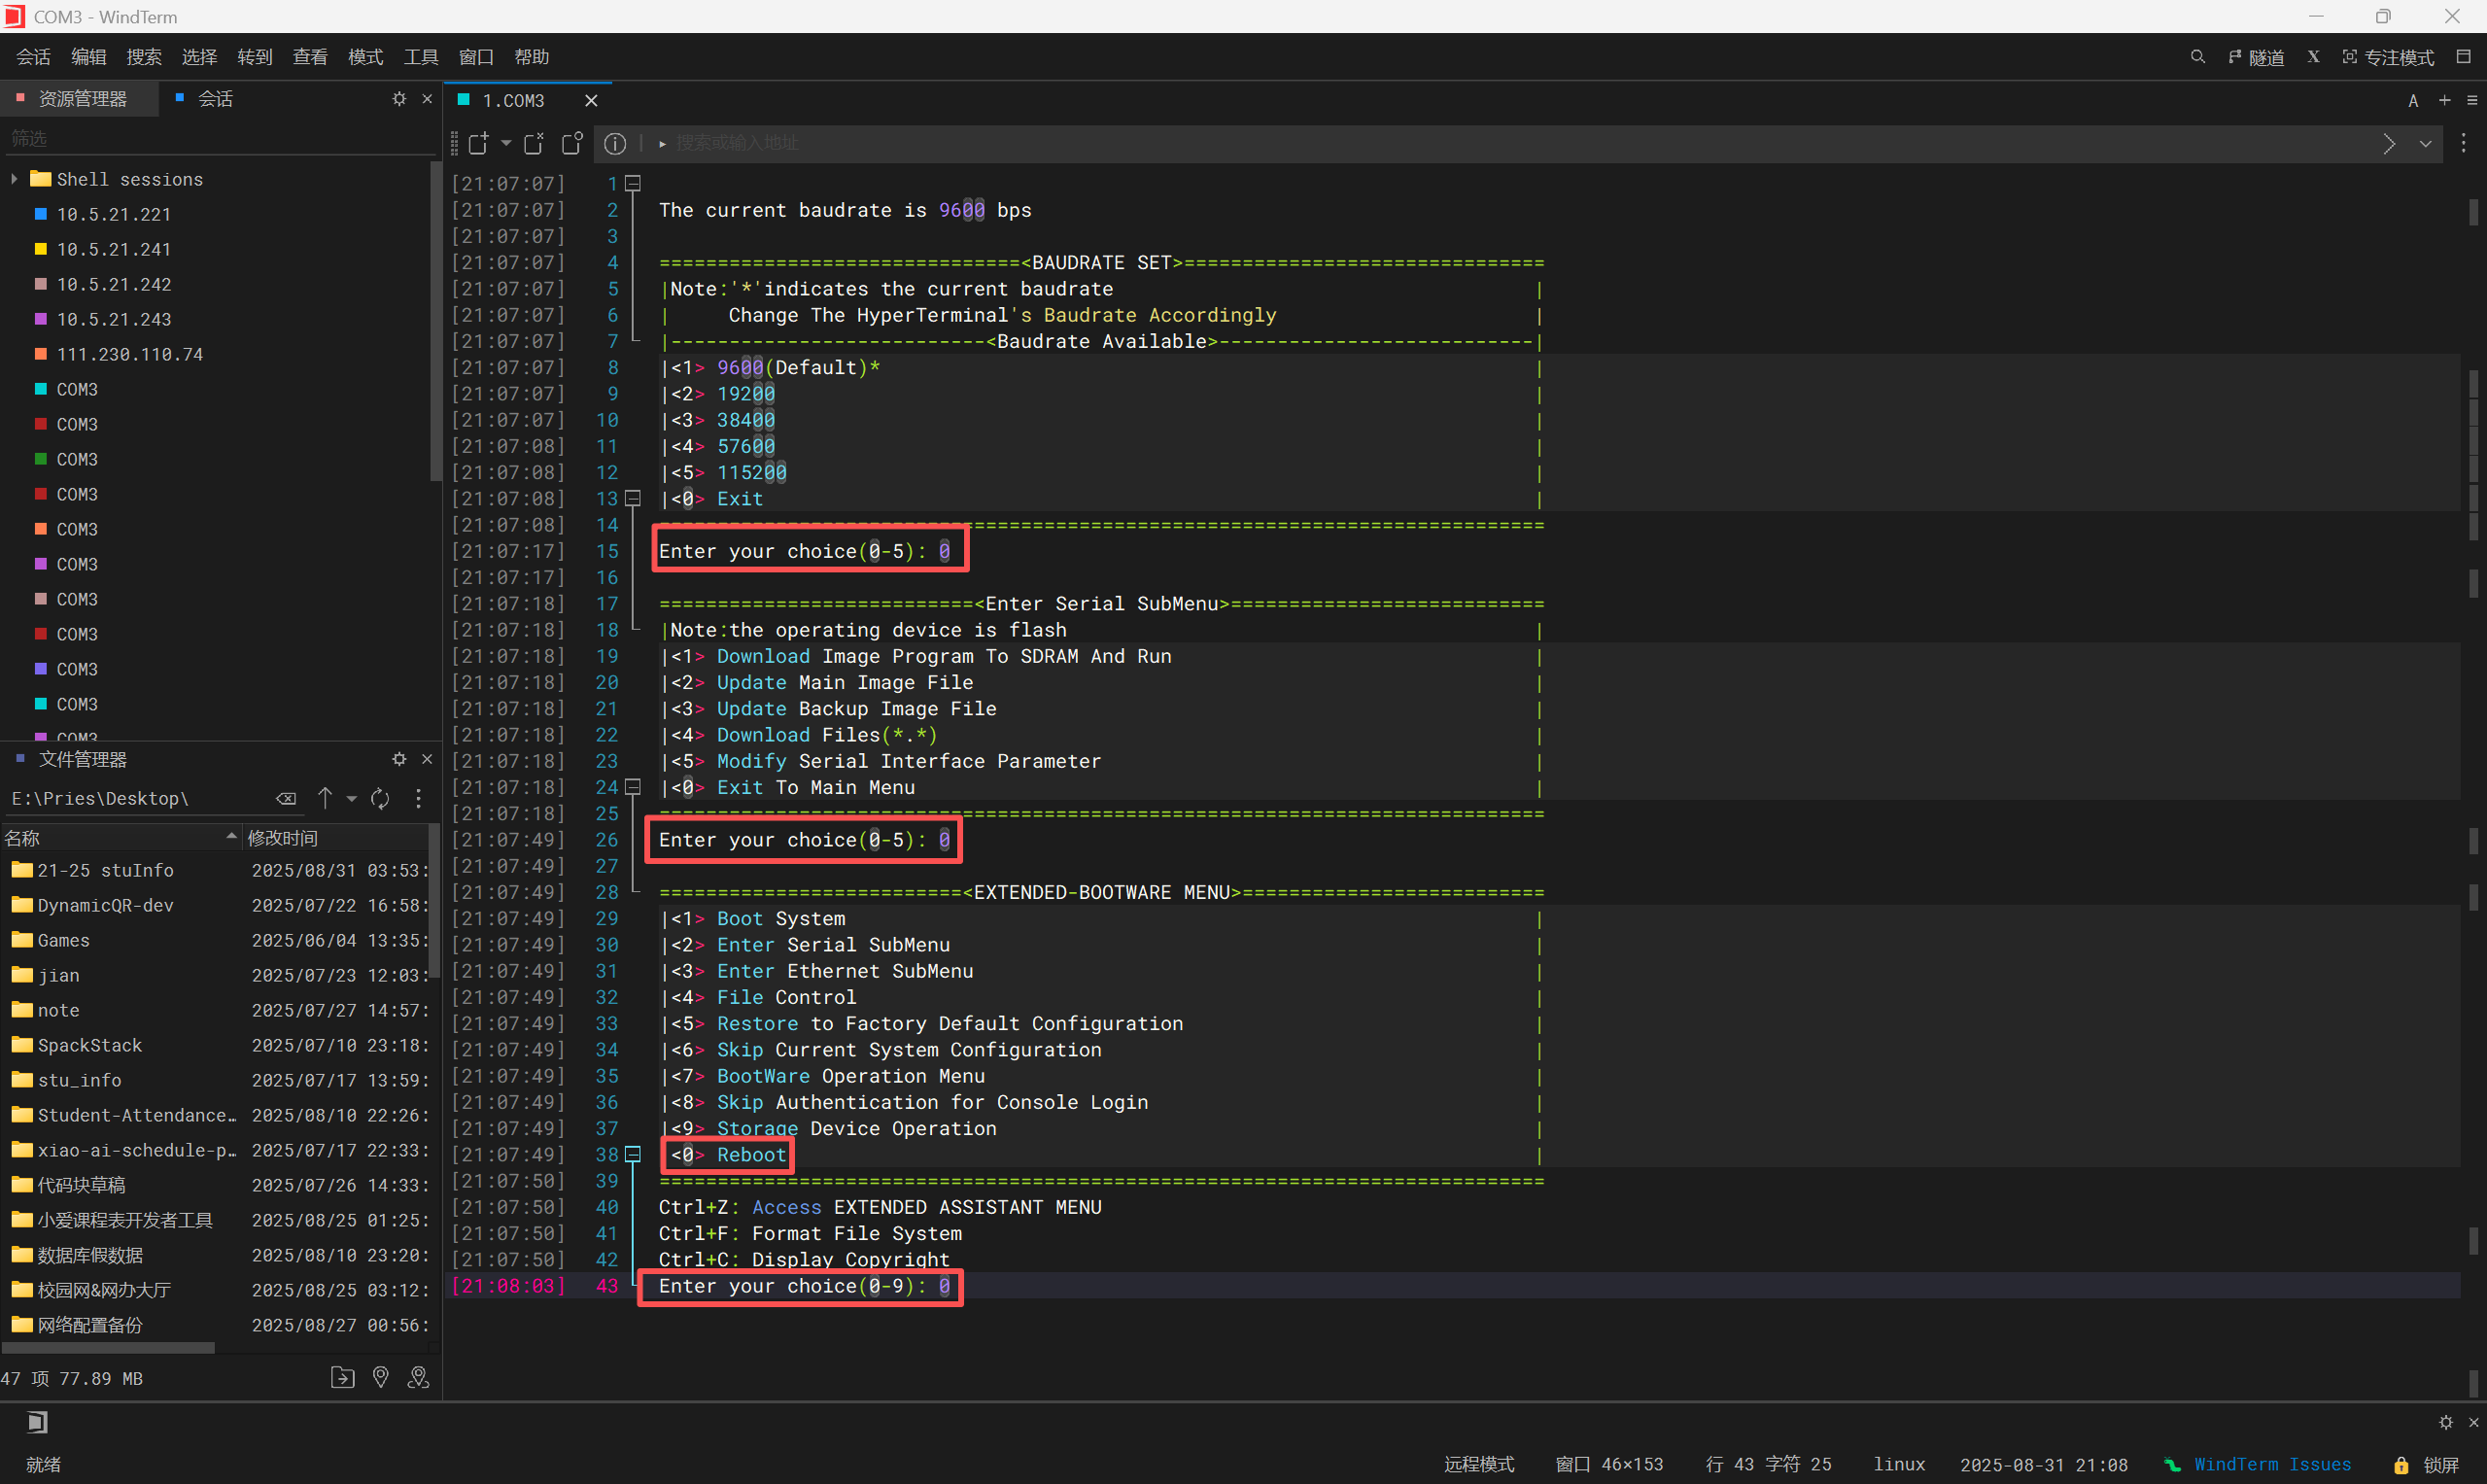 COM3 - WindTerm
会话 编辑 搜索 选择 转到 查看 模式 工具 窗口 帮助
隧道 X 专注模式
资源管理器 会话
筛选
Shell sessions
10.5.21.221
10.5.21.241
10.5.21.242
10.5.21.243
111.230.110.74
COM3
COM3
COM3
COM3
COM3
COM3
COM3
COM3
COM3
COM3
COM3
文件管理器
E:\Pries\Desktop\
名称 修改时间
21-25 stuInfo 2025/08/31 03:53:
DynamicQR-dev 2025/07/22 16:58:
Games 2025/06/04 13:35:
jian 2025/07/23 12:03:
note 2025/07/27 14:57:
SpackStack 2025/07/10 23:18:
stu_info 2025/07/17 13:59:
Student-Attendance… 2025/08/10 22:26:
xiao-ai-schedule-p… 2025/07/17 22:33:
代码块草稿 2025/07/26 14:33:
小爱课程表开发者工具 2025/08/25 01:25:
数据库假数据 2025/08/10 23:20:
校园网&网办大厅 2025/08/25 03:12:
网络配置备份 2025/08/27 00:56:
47 项 77.89 MB
1.COM3
A
搜索或输入地址
[21:07:07] 1
[21:07:07] 2 The current baudrate is 9600 bps
[21:07:07] 3
[21:07:07] 4 ===============================<BAUDRATE SET>===============================
[21:07:07] 5 |Note:'*'indicates the current baudrate |
[21:07:07] 6 | Change The HyperTerminal's Baudrate Accordingly |
[21:07:07] 7 |---------------------------<Baudrate Available>---------------------------|
[21:07:07] 8 |<1> 9600(Default)* |
[21:07:07] 9 |<2> 19200 |
[21:07:07] 10 |<3> 38400 |
[21:07:08] 11 |<4> 57600 |
[21:07:08] 12 |<5> 115200 |
[21:07:08] 13 |<0> Exit |
[21:07:08] 14 ============================================================================
[21:07:17] 15 Enter your choice(0-5): 0
[21:07:17] 16
[21:07:18] 17 ===========================<Enter Serial SubMenu>===========================
[21:07:18] 18 |Note:the operating device is flash |
[21:07:18] 19 |<1> Download Image Program To SDRAM And Run |
[21:07:18] 20 |<2> Update Main Image File |
[21:07:18] 21 |<3> Update Backup Image File |
[21:07:18] 22 |<4> Download Files(*.*) |
[21:07:18] 23 |<5> Modify Serial Interface Parameter |
[21:07:18] 24 |<0> Exit To Main Menu |
[21:07:18] 25 ============================================================================
[21:07:49] 26 Enter your choice(0-5): 0
[21:07:49] 27
[21:07:49] 28 ==========================<EXTENDED-BOOTWARE MENU>==========================
[21:07:49] 29 |<1> Boot System |
[21:07:49] 30 |<2> Enter Serial SubMenu |
[21:07:49] 31 |<3> Enter Ethernet SubMenu |
[21:07:49] 32 |<4> File Control |
[21:07:49] 33 |<5> Restore to Factory Default Configuration |
[21:07:49] 34 |<6> Skip Current System Configuration |
[21:07:49] 35 |<7> BootWare Operation Menu |
[21:07:49] 36 |<8> Skip Authentication for Console Login |
[21:07:49] 37 |<9> Storage Device Operation |
[21:07:49] 38 <0> Reboot |
[21:07:50] 39 ============================================================================
[21:07:50] 40 Ctrl+Z: Access EXTENDED ASSISTANT MENU
[21:07:50] 41 Ctrl+F: Format File System
[21:07:50] 42 Ctrl+C: Display Copyright
[21:08:03] 43 Enter your choice(0-9): 0
就绪 远程模式 窗口 46×153 行 43 字符 25 linux 2025-08-31 21:08 WindTerm Issues 锁屏